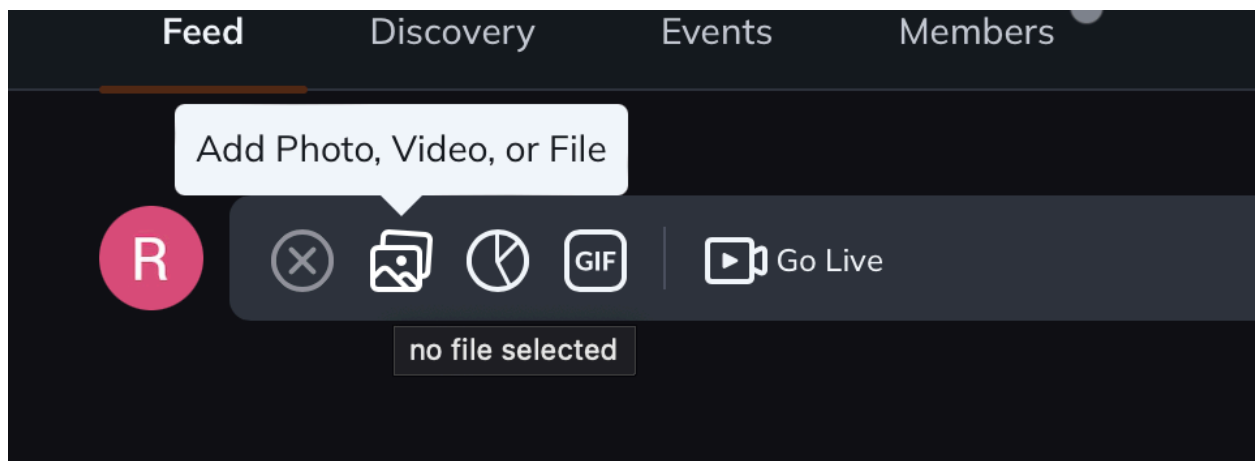 Feed Discovery Events Members
Add Photo, Video, or File
R GIF Go Live
no file selected